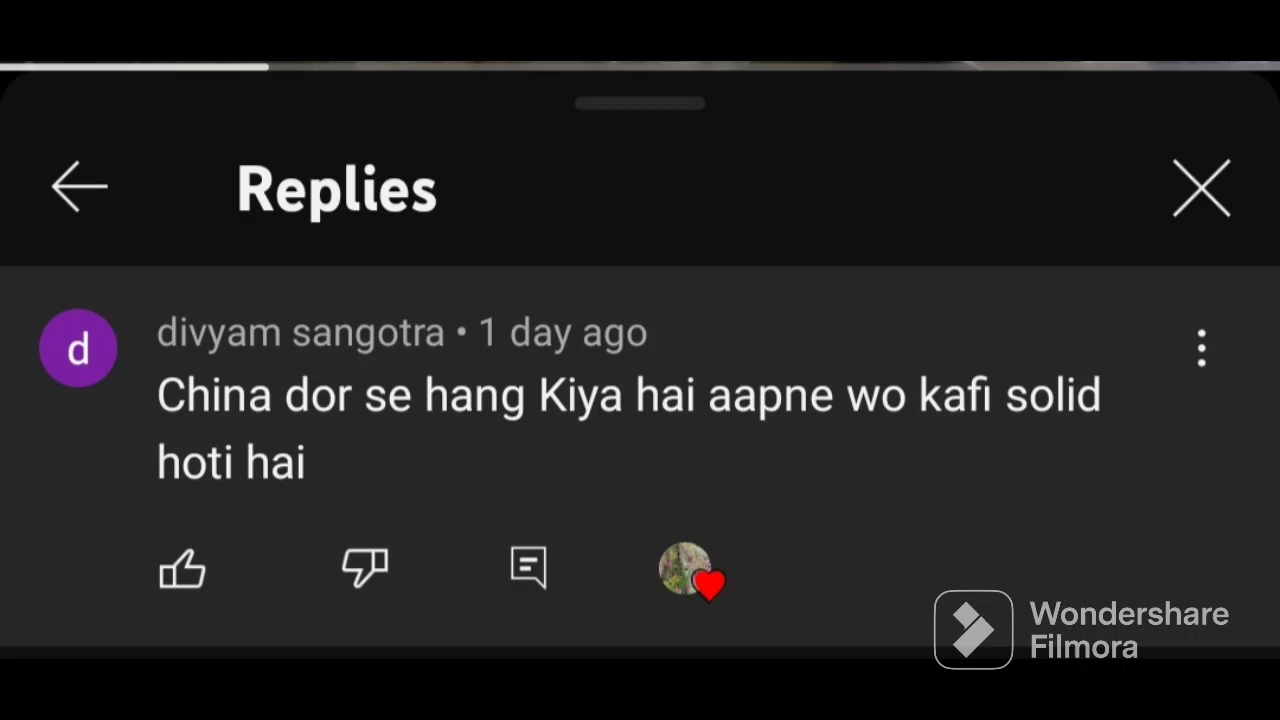 Replies
d
divyam sangotra • 1 day ago
China dor se hang Kiya hai aapne wo kafi solid
hoti hai
Wondershare
Filmora